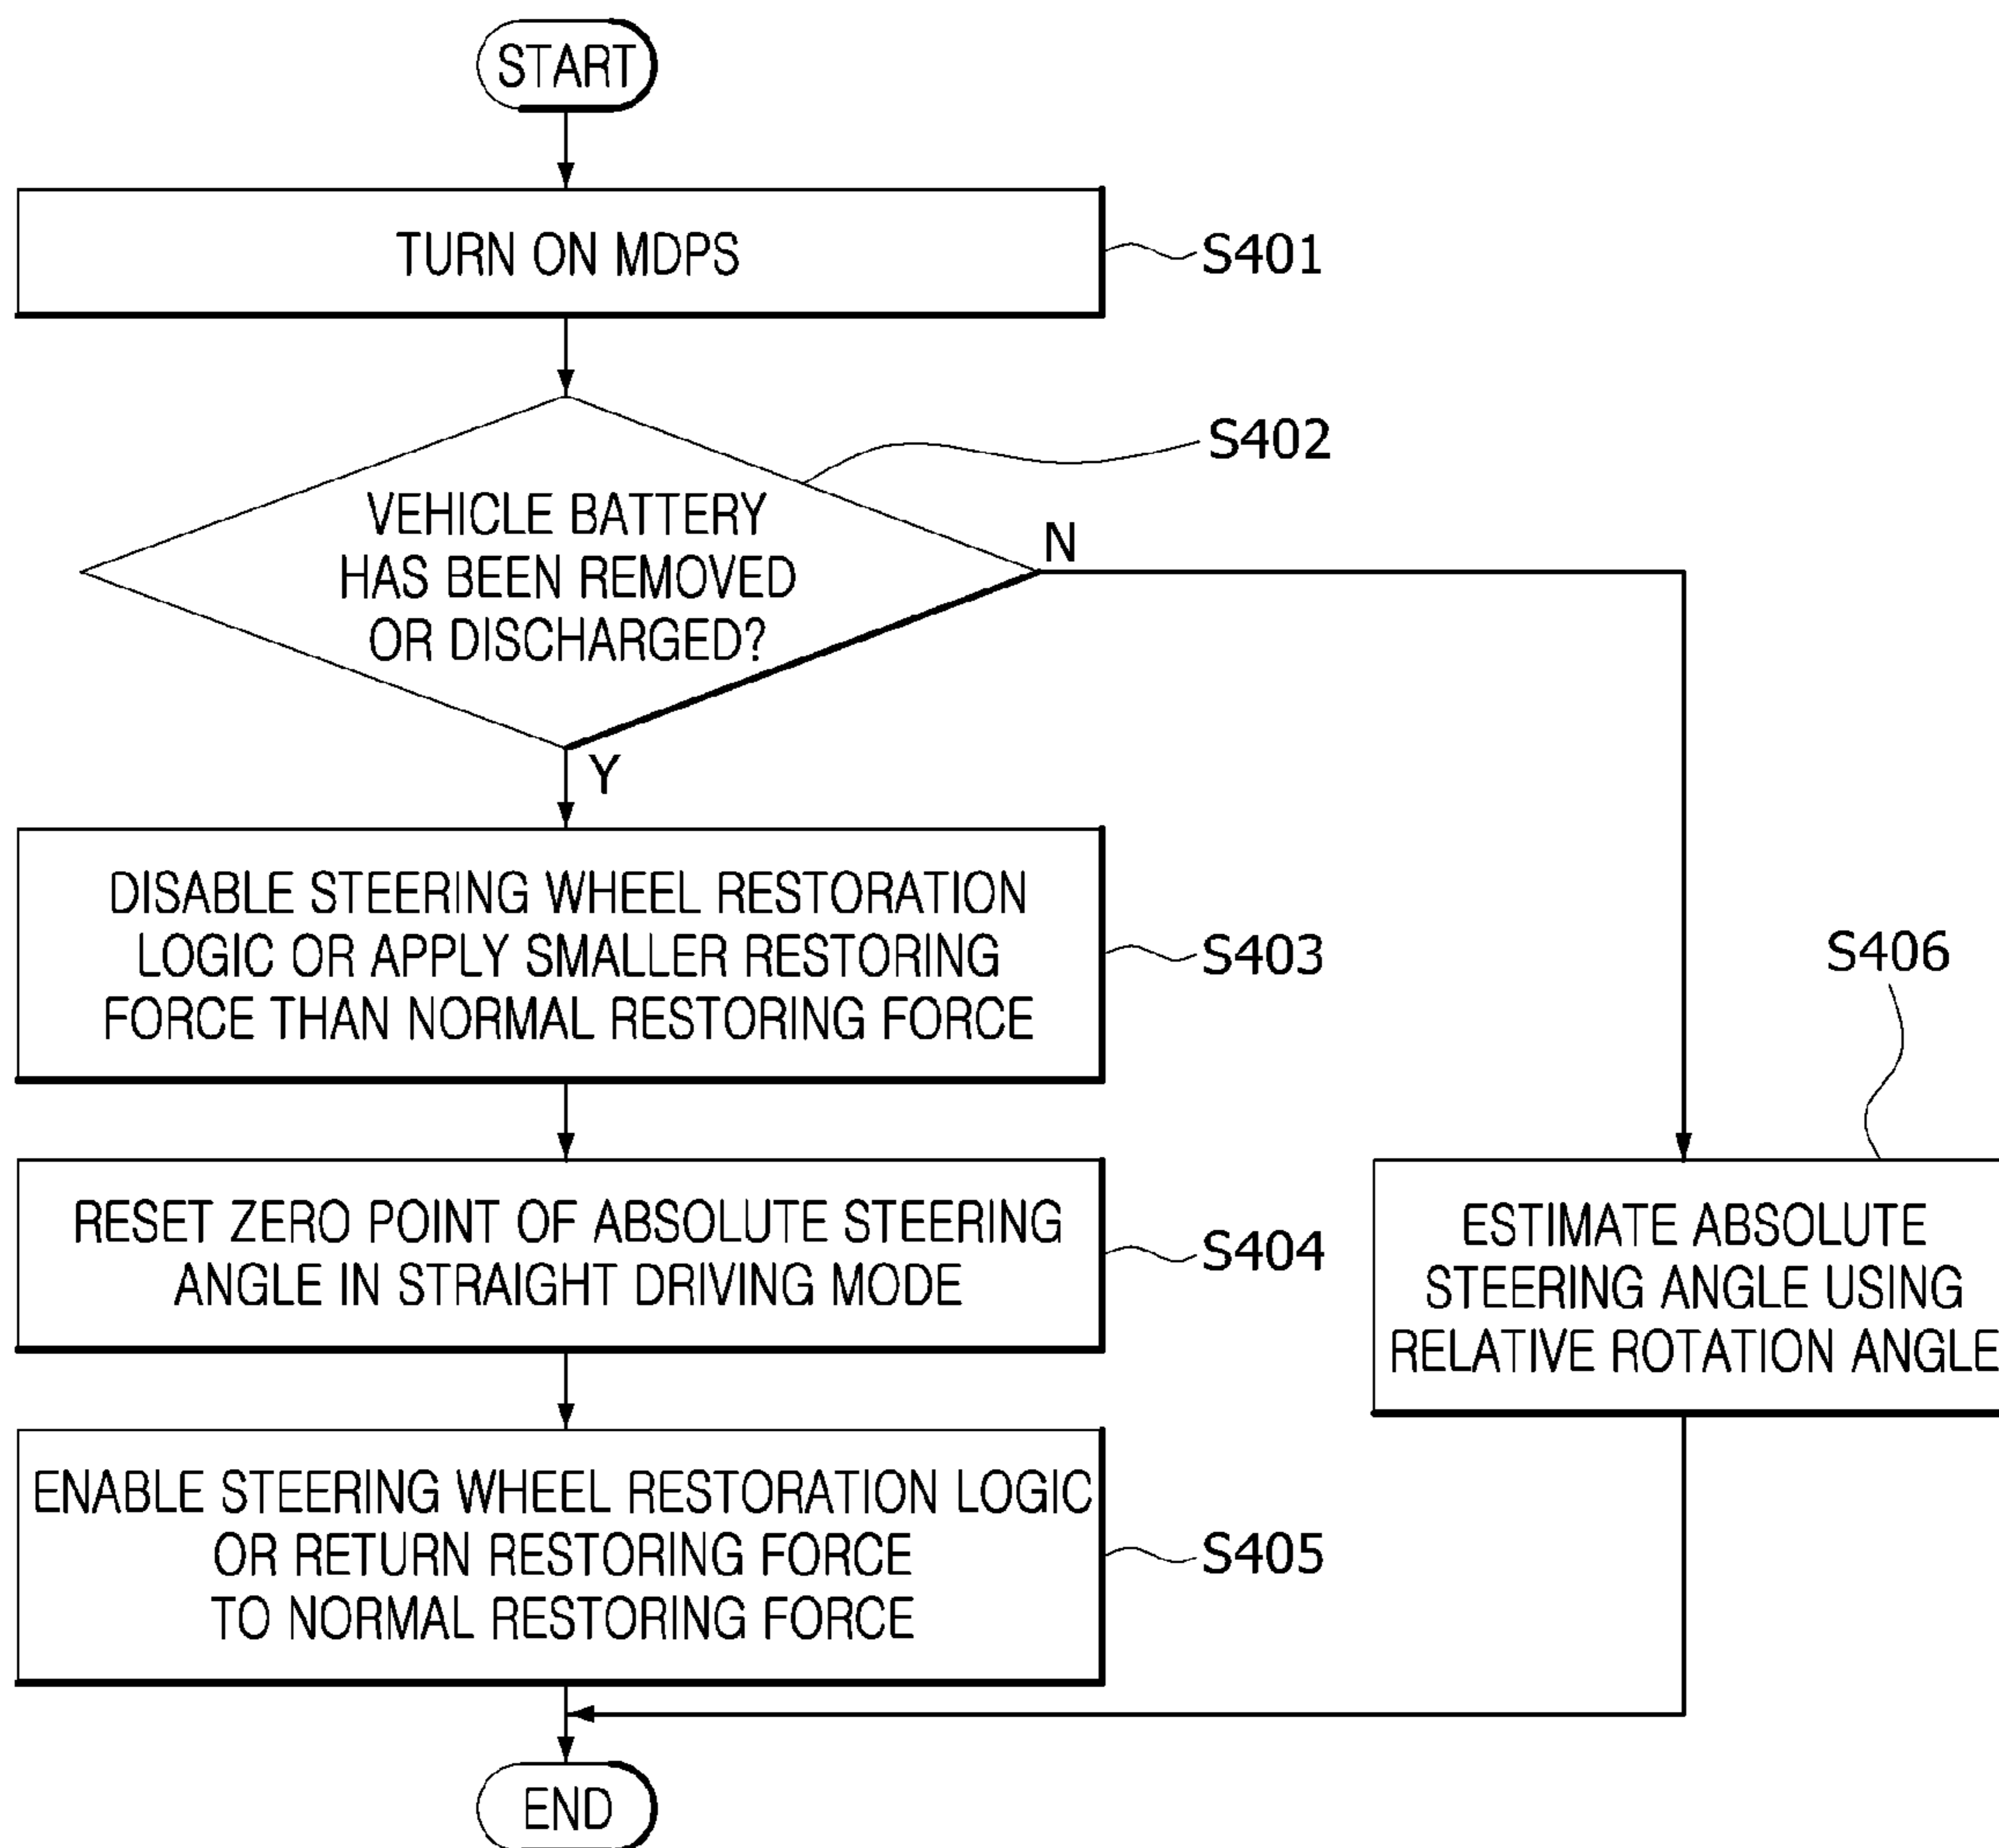 START
TURN ON MDPS
S401
S402
VEHICLE BATTERY
HAS BEEN REMOVED
OR DISCHARGED?
N
Y
DISABLE STEERING WHEEL RESTORATION
LOGIC OR APPLY SMALLER RESTORING
FORCE THAN NORMAL RESTORING FORCE
S403
S406
RESET ZERO POINT OF ABSOLUTE STEERING
ANGLE IN STRAIGHT DRIVING MODE
S404
ESTIMATE ABSOLUTE
STEERING ANGLE USING
RELATIVE ROTATION ANGLE
ENABLE STEERING WHEEL RESTORATION LOGIC
OR RETURN RESTORING FORCE
TO NORMAL RESTORING FORCE
S405
END